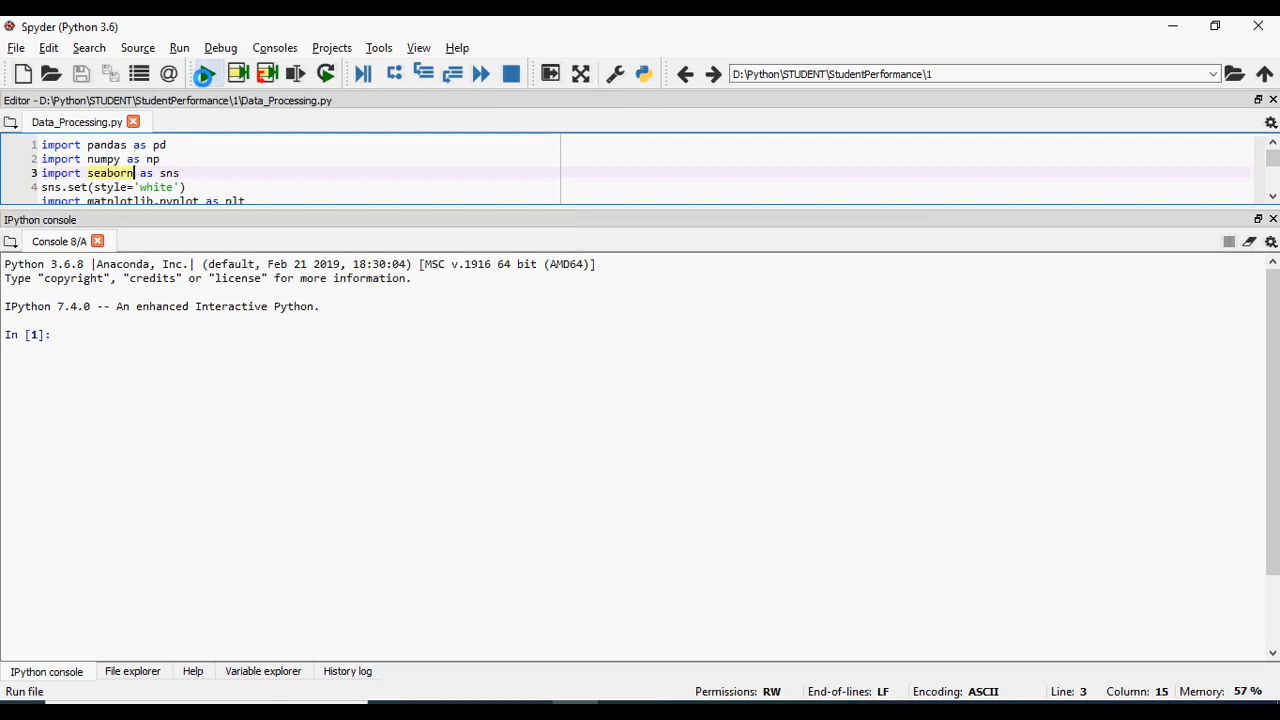 Spyder (Python 3.6)
File Edit Search Source Run Debug Consoles Projects Tools View Help
D:\Python\STUDENT\StudentPerformance\1
Editor - D:\Python\STUDENT\StudentPerformance\1\Data_Processing.py
Data_Processing.py
1 import pandas as pd
2 import numpy as np
3 import seaborn as sns
4 sns.set(style='white')
import matplotlib.pyplot as plt
IPython console
Console 8/A
Python 3.6.8 |Anaconda, Inc.| (default, Feb 21 2019, 18:30:04) [MSC v.1916 64 bit (AMD64)]
Type "copyright", "credits" or "license" for more information.
IPython 7.4.0 -- An enhanced Interactive Python.
In [1]:
IPython console File explorer Help Variable explorer History log
Run file Permissions: RW End-of-lines: LF Encoding: ASCII Line: 3 Column: 15 Memory: 57 %